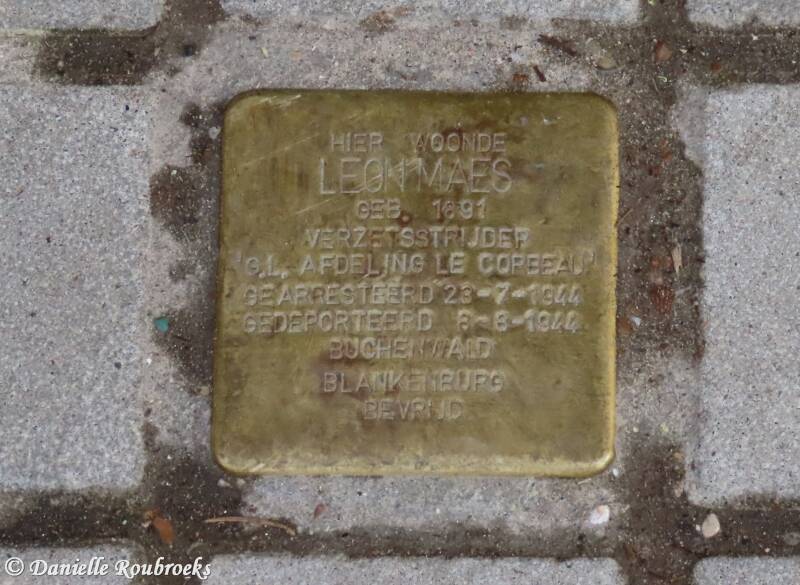 HIER WOONDE
LEON MAES
GEB. 1891
VERZETSSTRIJDER
"G.L. AFDELING LE CORBEAU"
GEARRESTEERD 23-7-1944
GEDEPORTEERD 8-8-1944
BUCHENWALD
BLANKENBURG
BEVRIJD
© Danielle Roubroeks